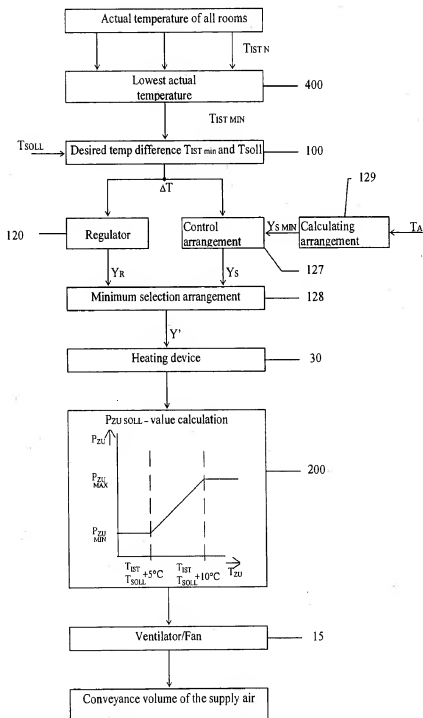 Actual temperature of all rooms
TIST N
Lowest actual
temperature
400
TIST MIN
TSOLL
Desired temp difference TIST min and Tsoll
100
ΔT
129
120
Regulator
Control
arrangement
YS MIN
Calculating
arrangement
TA
127
YR
YS
Minimum selection arrangement
128
Y'
Heating device
30
PZU SOLL - value calculation
PZU
PZU
MAX
PZU
MIN
200
TIST
TSOLL +5°C
TIST
TSOLL +10°C
TZU
Ventilator/Fan
15
Conveyance volume of the supply air